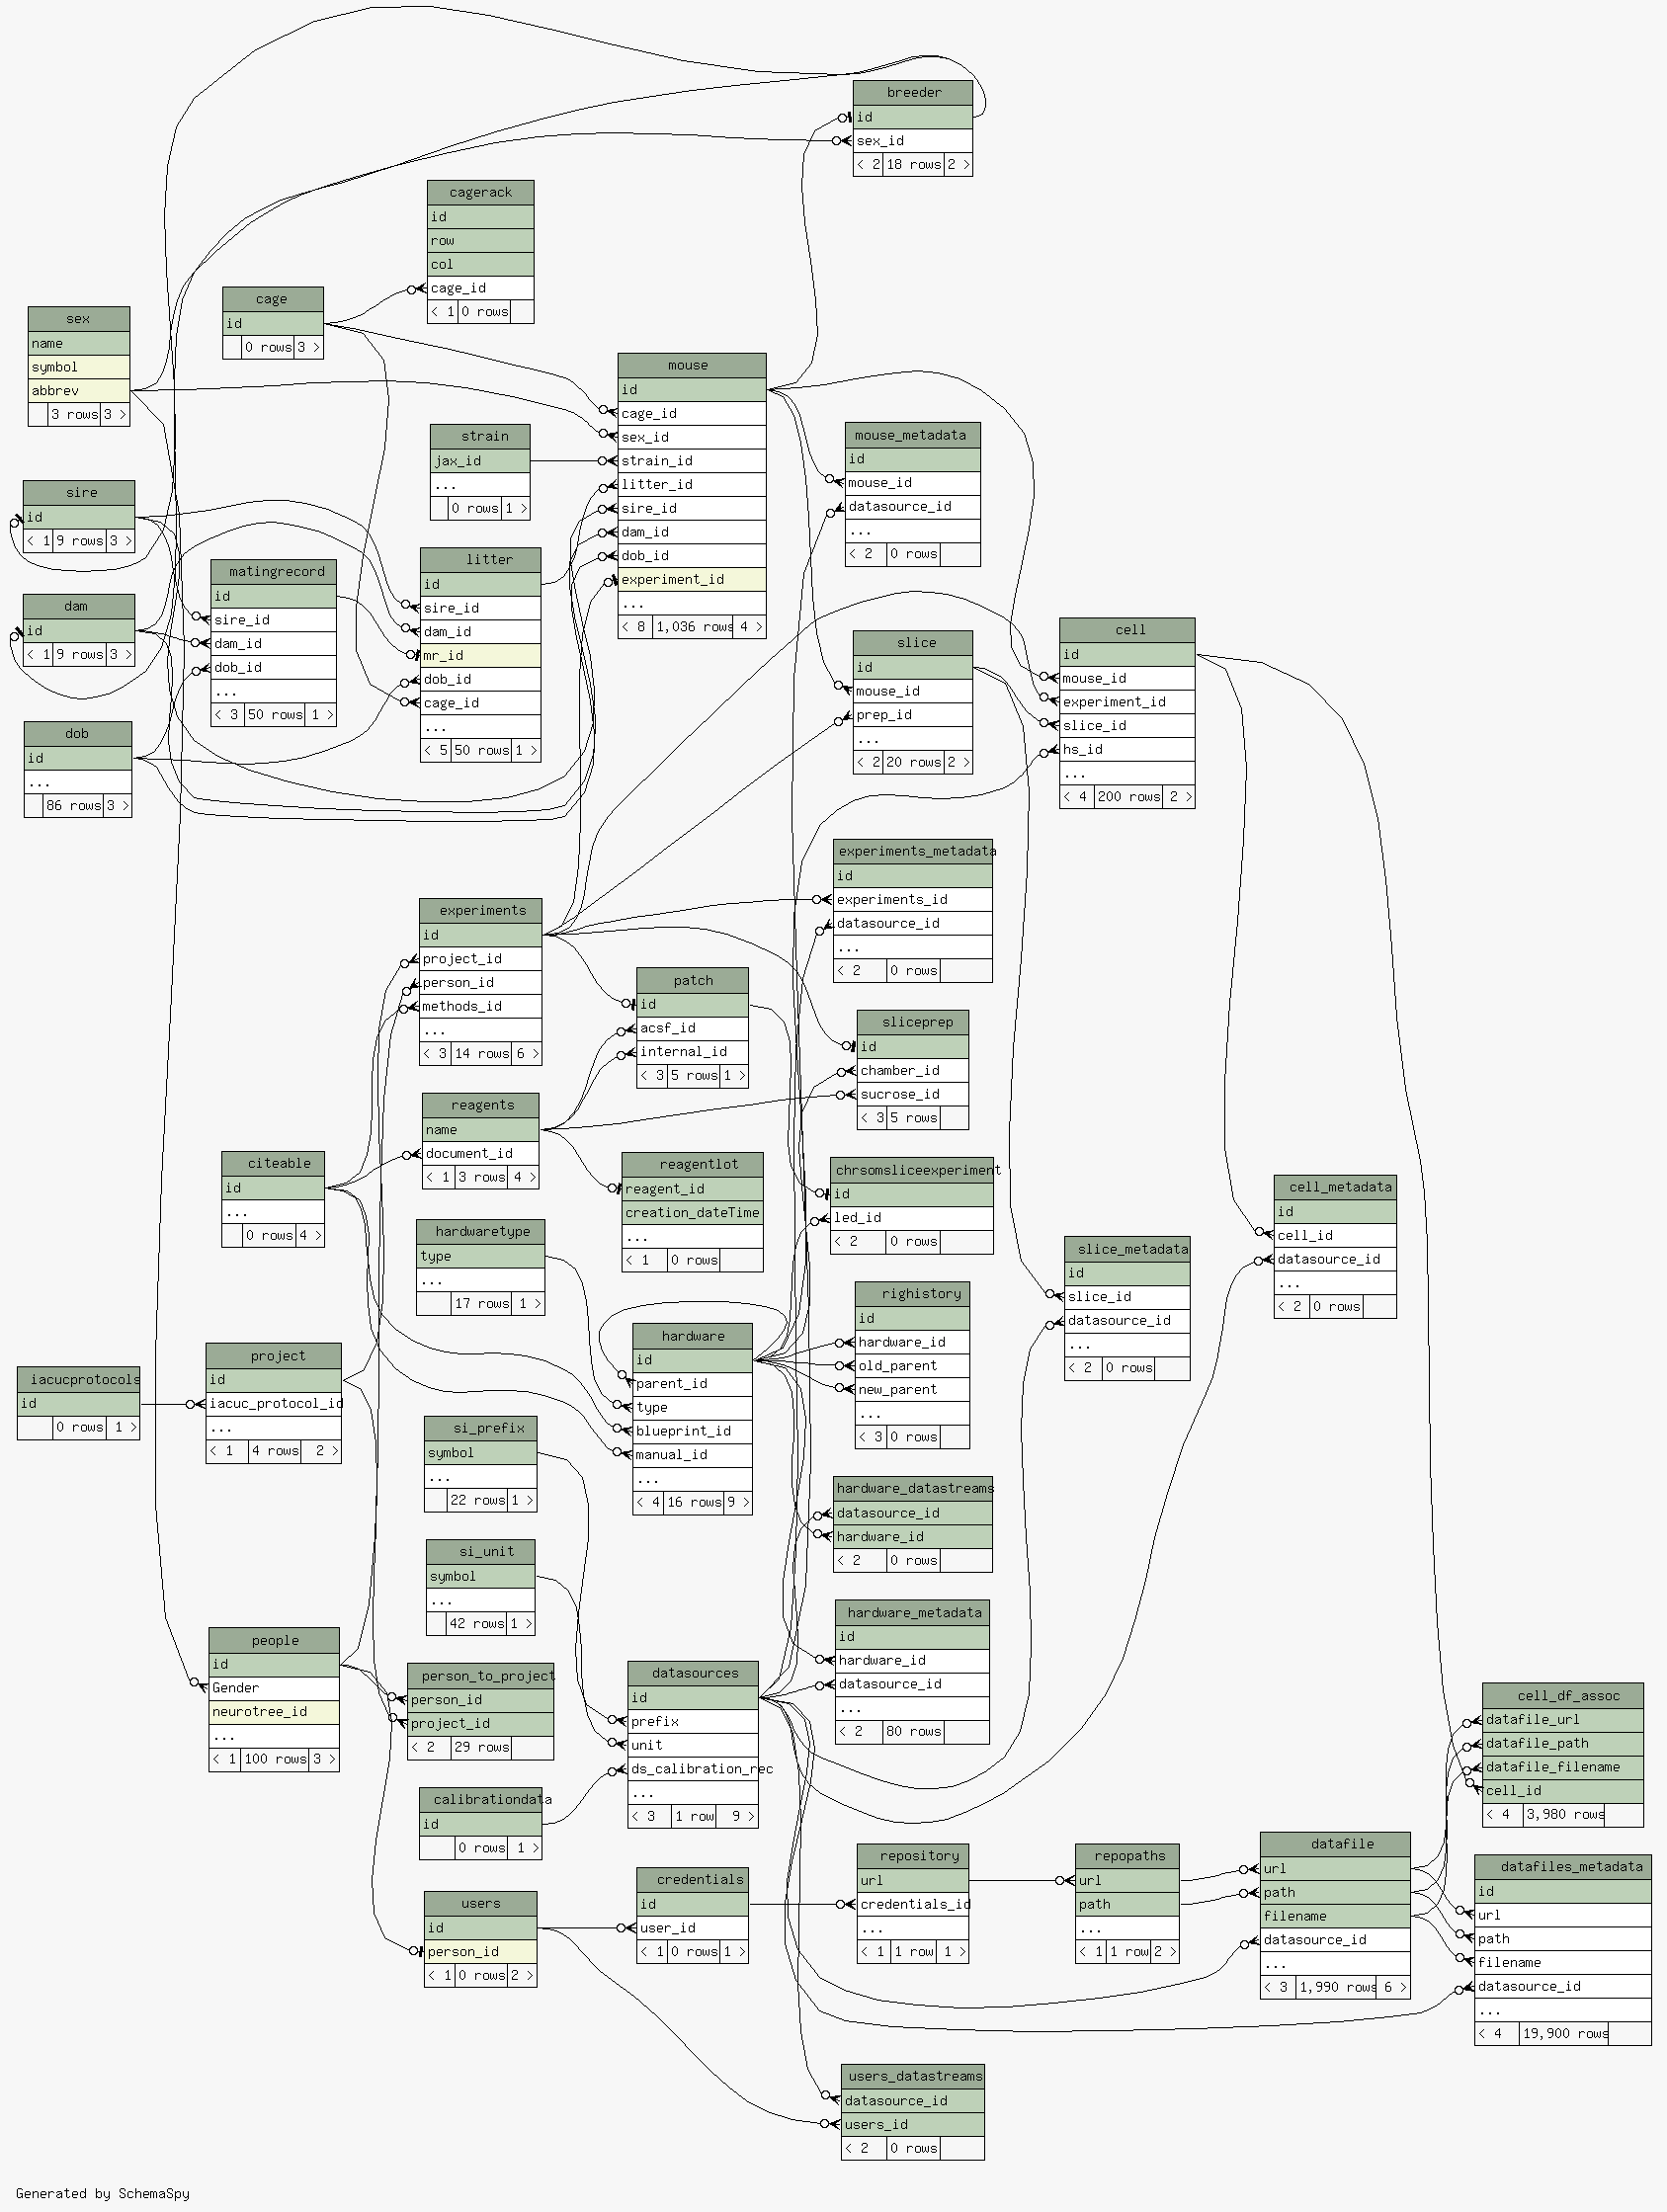 breeder
id
sex_id
< 2 18 rows 2 >
cagerack
id
row
col
cage_id
< 1 0 rows
cage
id
0 rows 3 >
sex
name
symbol
abbrev
3 rows 3 >
mouse
id
cage_id
sex_id
strain_id
litter_id
sire_id
dam_id
dob_id
experiment_id
...
< 8 1,036 rows 4 >
strain
jax_id
...
0 rows 1 >
mouse_metadata
id
mouse_id
datasource_id
...
< 2 0 rows
sire
id
< 1 9 rows 3 >
matingrecord
id
sire_id
dam_id
dob_id
...
< 3 50 rows 1 >
litter
id
sire_id
dam_id
mr_id
dob_id
cage_id
...
< 5 50 rows 1 >
dam
id
< 1 9 rows 3 >
slice
id
mouse_id
prep_id
...
< 2 20 rows 2 >
cell
id
mouse_id
experiment_id
slice_id
hs_id
...
< 4 200 rows 2 >
dob
id
...
86 rows 3 >
experiments_metadata
id
experiments_id
datasource_id
...
< 2 0 rows
experiments
id
project_id
person_id
methods_id
...
< 3 14 rows 6 >
patch
id
acsf_id
internal_id
< 3 5 rows 1 >
sliceprep
id
chamber_id
sucrose_id
< 3 5 rows
reagents
name
document_id
< 1 3 rows 4 >
citeable
id
...
0 rows 4 >
reagentlot
reagent_id
creation_dateTime
...
< 1 0 rows
chrsomsliceexperiment
id
led_id
< 2 0 rows
cell_metadata
id
cell_id
datasource_id
...
< 2 0 rows
hardwaretype
type
...
17 rows 1 >
slice_metadata
id
slice_id
datasource_id
...
< 2 0 rows
righistory
id
hardware_id
old_parent
new_parent
...
< 3 0 rows
hardware
id
parent_id
type
blueprint_id
manual_id
...
< 4 16 rows 9 >
iacucprotocols
id
0 rows 1 >
project
id
iacuc_protocol_id
...
< 1 4 rows 2 >
si_prefix
symbol
...
22 rows 1 >
hardware_datastreams
datasource_id
hardware_id
< 2 0 rows
si_unit
symbol
...
42 rows 1 >
hardware_metadata
id
hardware_id
datasource_id
...
< 2 80 rows
people
id
Gender
neurotree_id
...
< 1 100 rows 3 >
person_to_project
person_id
project_id
< 2 29 rows
datasources
id
prefix
unit
ds_calibration_rec
...
< 3 1 row 9 >
cell_df_assoc
datafile_url
datafile_path
datafile_filename
cell_id
< 4 3,980 rows
calibrationdata
id
0 rows 1 >
users
id
person_id
< 1 0 rows 2 >
credentials
id
user_id
< 1 0 rows 1 >
repository
url
credentials_id
...
< 1 1 row 1 >
repopaths
url
path
...
< 1 1 row 2 >
datafile
url
path
filename
datasource_id
...
< 3 1,990 rows 6 >
datafiles_metadata
id
url
path
filename
datasource_id
...
< 4 19,900 rows
users_datastreams
datasource_id
users_id
< 2 0 rows
Generated by SchemaSpy